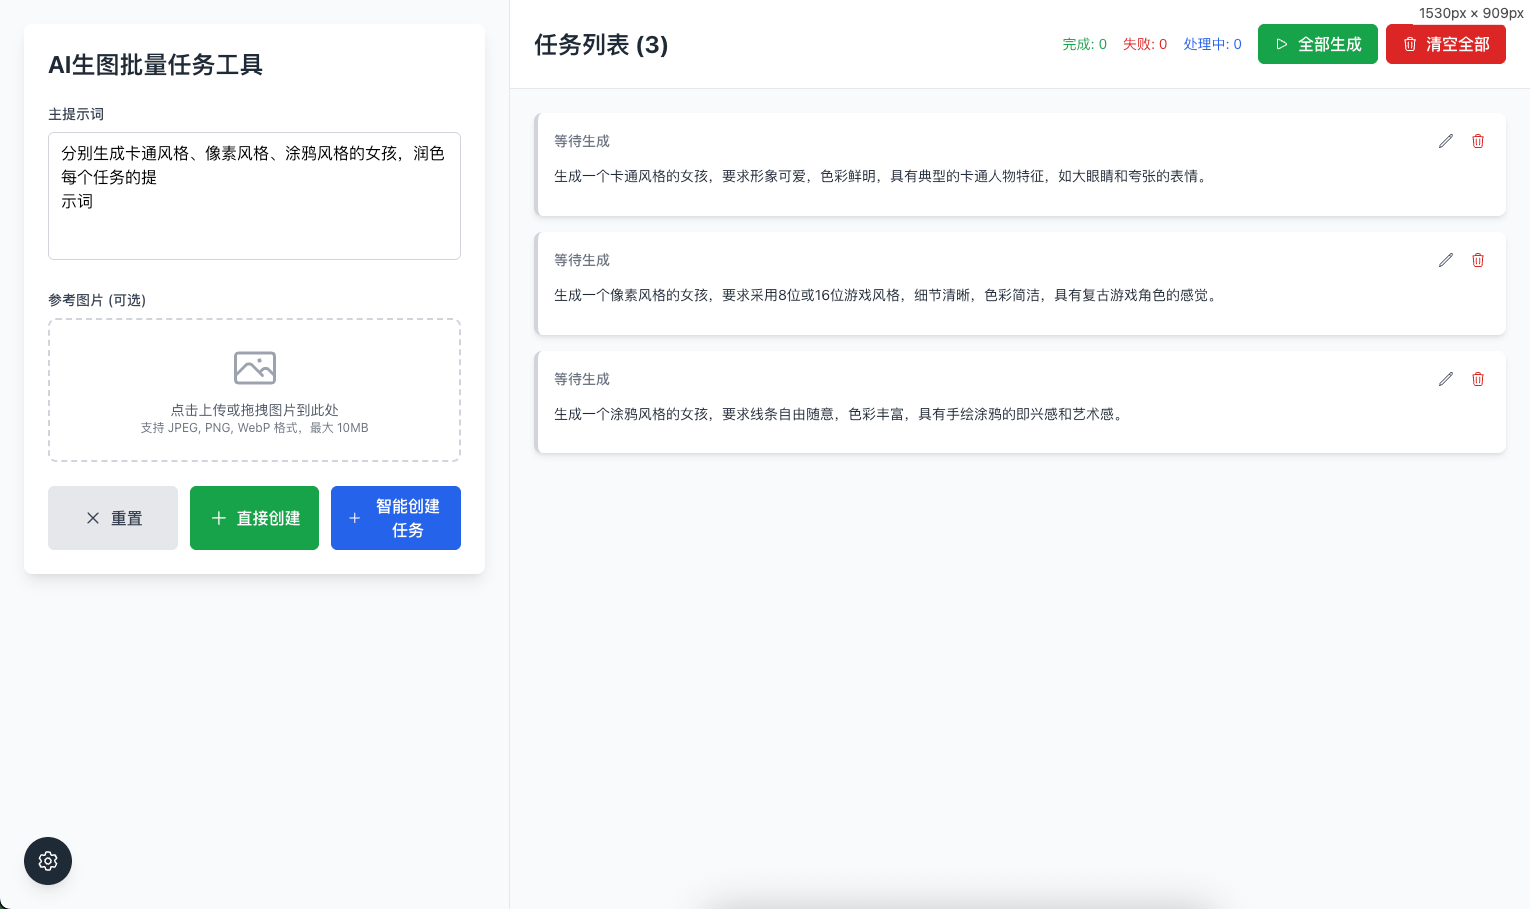 1530px × 909px
AI生图批量任务工具
主提示词
分别生成卡通风格、像素风格、涂鸦风格的女孩，润色
每个任务的提
示词
参考图片 (可选)
点击上传或拖拽图片到此处
支持 JPEG, PNG, WebP 格式，最大 10MB
重置
直接创建
智能创建
任务
任务列表 (3)
完成: 0 失败: 0 处理中: 0
全部生成
清空全部
等待生成
生成一个卡通风格的女孩，要求形象可爱，色彩鲜明，具有典型的卡通人物特征，如大眼睛和夸张的表情。
等待生成
生成一个像素风格的女孩，要求采用8位或16位游戏风格，细节清晰，色彩简洁，具有复古游戏角色的感觉。
等待生成
生成一个涂鸦风格的女孩，要求线条自由随意，色彩丰富，具有手绘涂鸦的即兴感和艺术感。